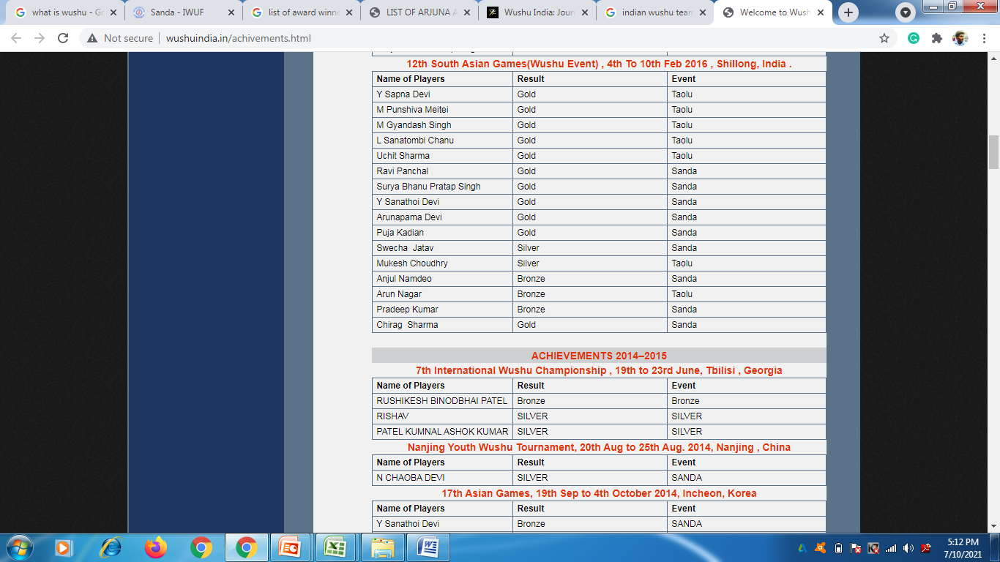 what is wushu - Go
Sanda - IWUF
list of award winne
LIST OF ARJUNA A
Wushu India: Jour
indian wushu team
Welcome to Wush
Not secure | wushuindia.in/achivements.html
12th South Asian Games(Wushu Event) , 4th To 10th Feb 2016 , Shillong, India .
Name of Players Result Event
Y Sapna Devi Gold Taolu
M Punshiva Meitei Gold Taolu
M Gyandash Singh Gold Taolu
L Sanatombi Chanu Gold Taolu
Uchit Sharma Gold Taolu
Ravi Panchal Gold Sanda
Surya Bhanu Pratap Singh Gold Sanda
Y Sanathoi Devi Gold Sanda
Arunapama Devi Gold Sanda
Puja Kadian Gold Sanda
Swecha Jatav Silver Sanda
Mukesh Choudhry Silver Taolu
Anjul Namdeo Bronze Sanda
Arun Nagar Bronze Taolu
Pradeep Kumar Bronze Sanda
Chirag Sharma Gold Sanda
ACHIEVEMENTS 2014–2015
7th International Wushu Championship , 19th to 23rd June, Tbilisi , Georgia
Name of Players Result Event
RUSHIKESH BINODBHAI PATEL Bronze Bronze
RISHAV SILVER SILVER
PATEL KUMNAL ASHOK KUMAR SILVER SILVER
Nanjing Youth Wushu Tournament, 20th Aug to 25th Aug. 2014, Nanjing , China
Name of Players Result Event
N CHAOBA DEVI SILVER SANDA
17th Asian Games, 19th Sep to 4th October 2014, Incheon, Korea
Name of Players Result Event
Y Sanathoi Devi Bronze SANDA
5:12 PM
7/10/2021